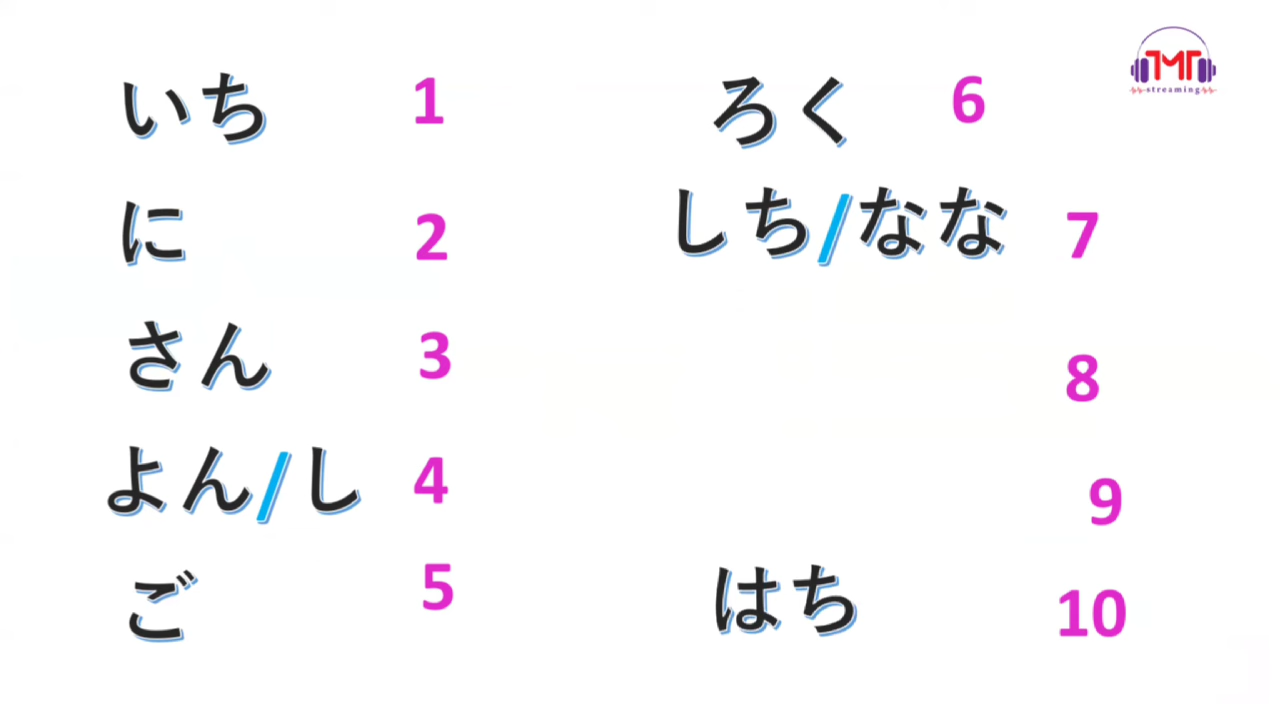 いち 1
に 2
さん 3
よん/し 4
ご 5
ろく 6
しち/なな 7
8
9
はち 10
TMT
streaming